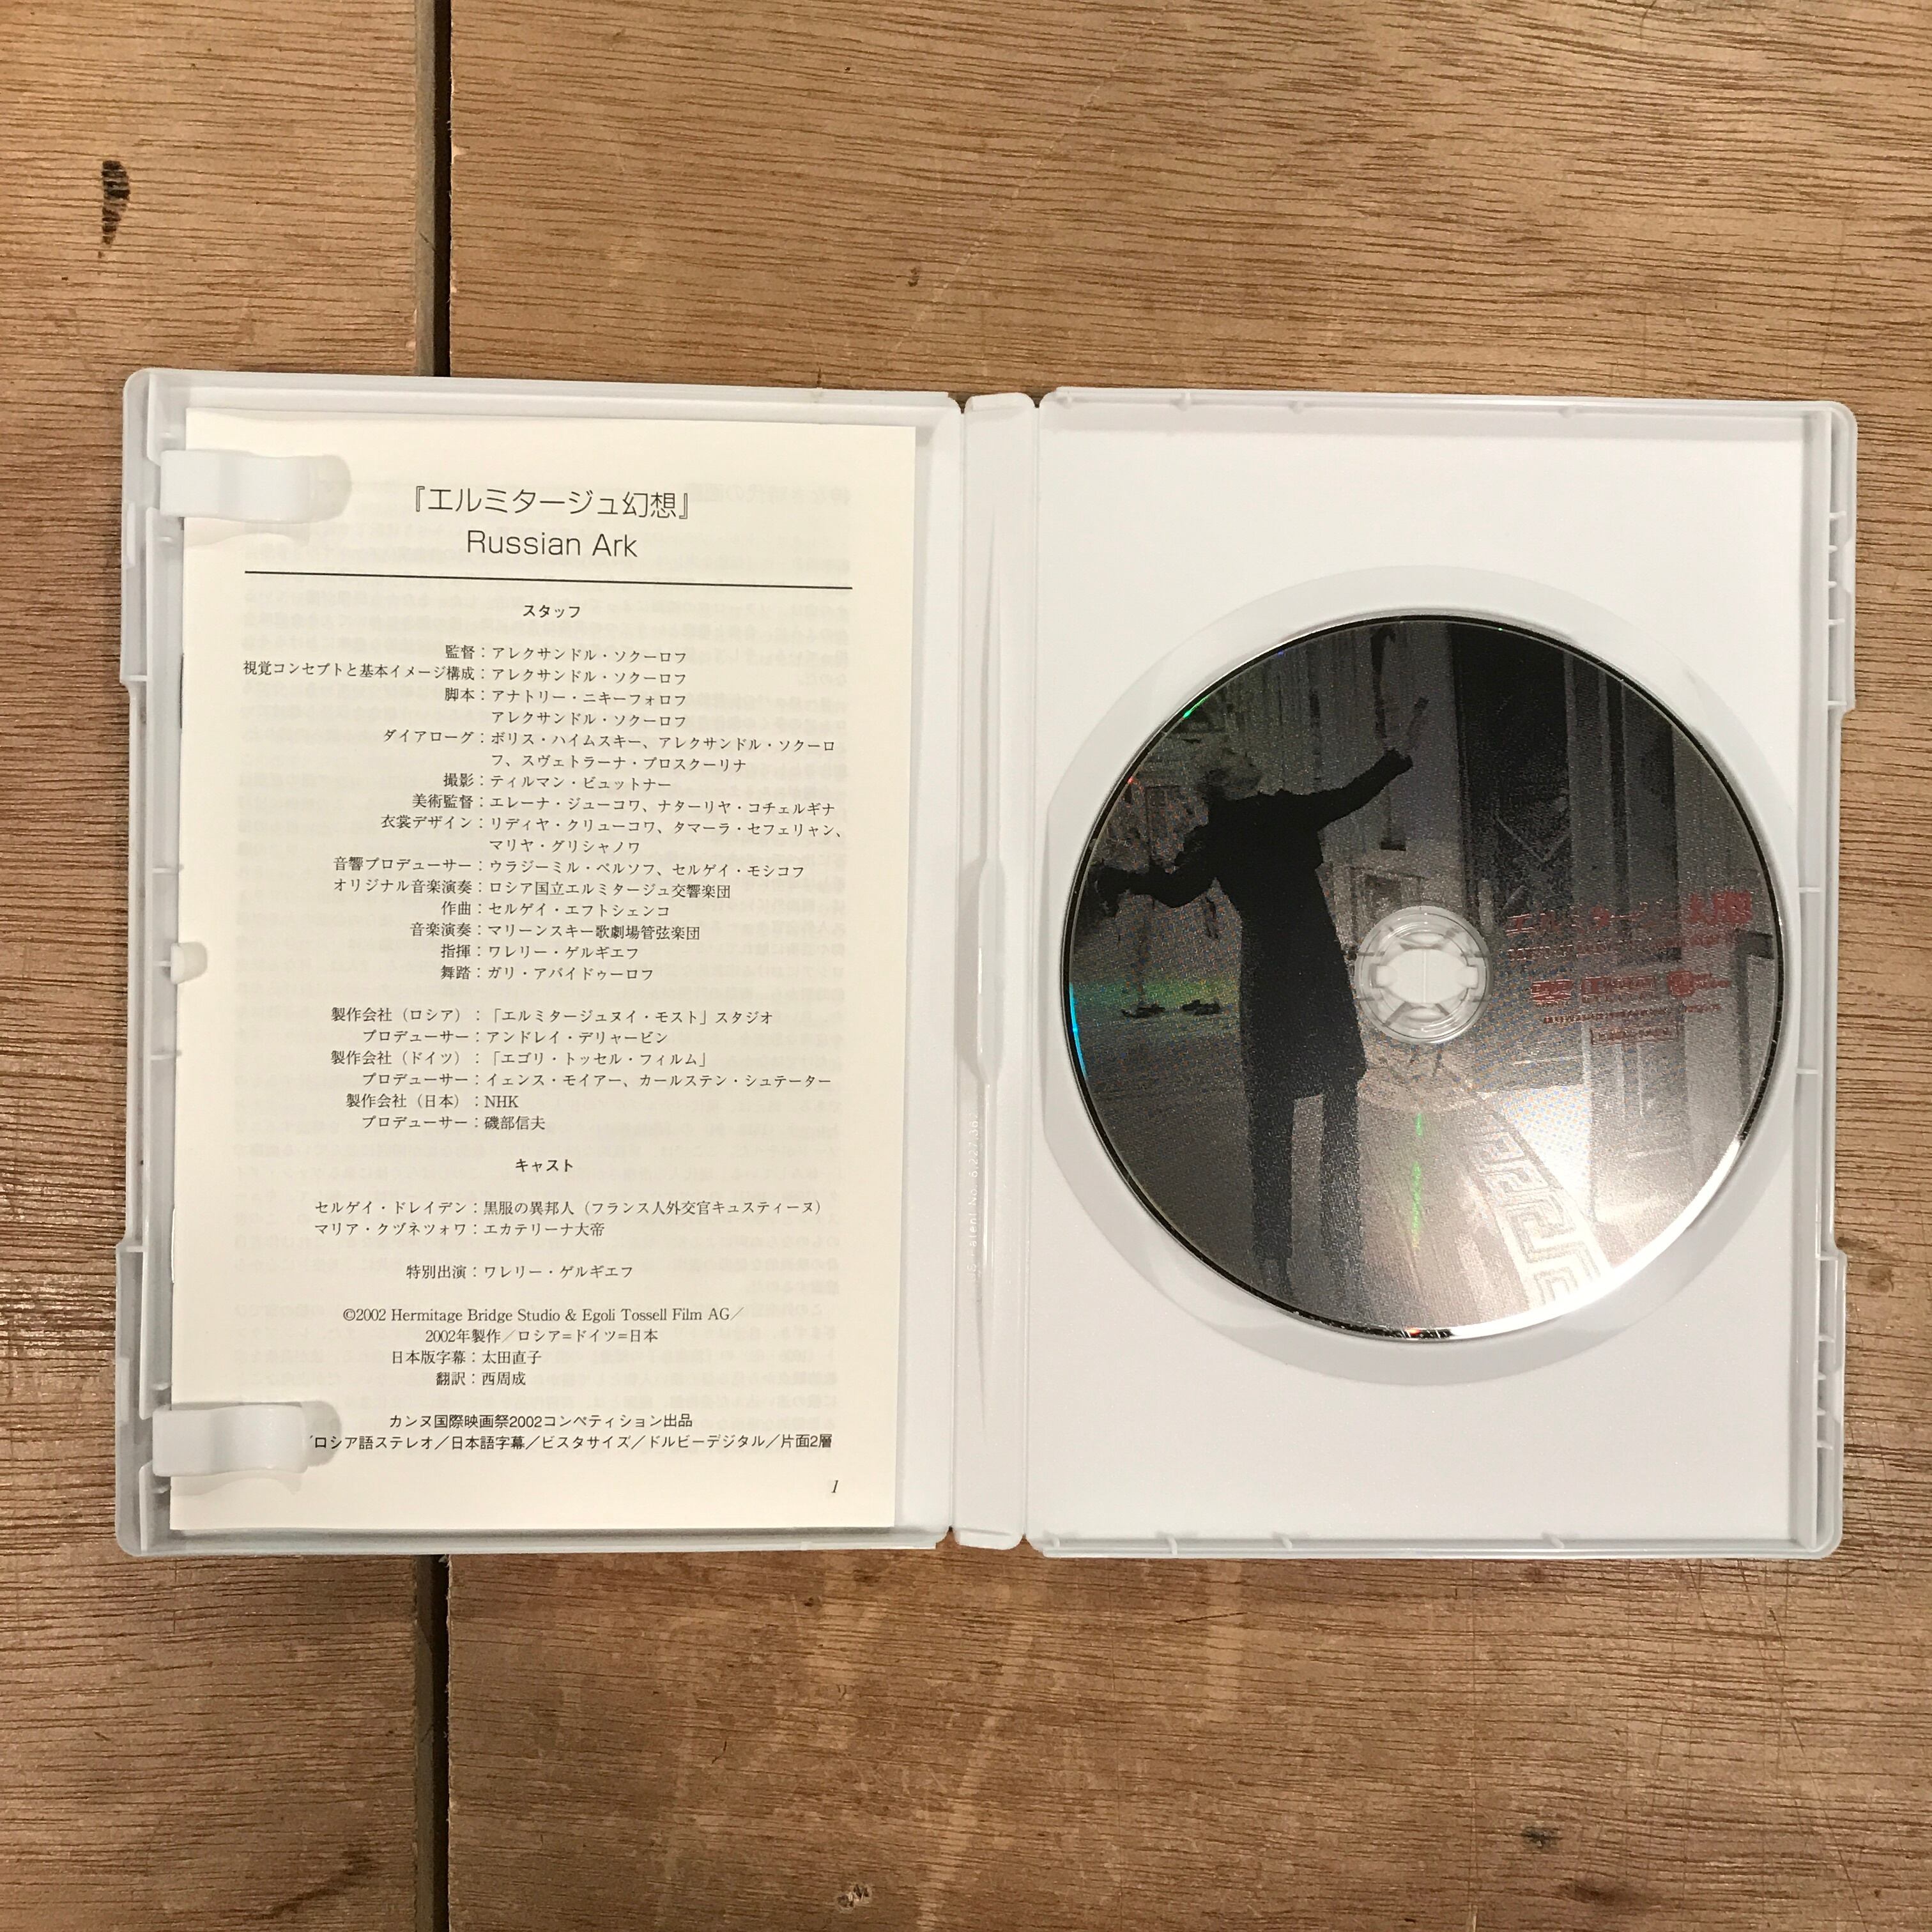 『エルミタージュ幻想』
Russian Ark
スタッフ
監督：アレクサンドル・ソクーロフ
視覚コンセプトと基本イメージ構成：アレクサンドル・ソクーロフ
脚本：アナトリー・ニキーフォロフ
アレクサンドル・ソクーロフ
ダイアローグ：ボリス・ハイムスキー、アレクサンドル・ソクーロ
フ、スヴェトラーナ・プロスクーリナ
撮影：ティルマン・ビュットナー
美術監督：エレーナ・ジューコワ、ナターリヤ・コチェルギナ
衣裳デザイン：リディヤ・クリューコワ、タマーラ・セフェリャン、
マリヤ・グリシャノワ
音響プロデューサー：ウラジーミル・ペルソフ、セルゲイ・モシコフ
オリジナル音楽演奏：ロシア国立エルミタージュ交響楽団
作曲：セルゲイ・エフトシェンコ
音楽演奏：マリーンスキー歌劇場管弦楽団
指揮：ワレリー・ゲルギエフ
舞踏：ガリ・アバイドゥーロフ
製作会社（ロシア）：「エルミタージュヌイ・モスト」スタジオ
プロデューサー：アンドレイ・デリャービン
製作会社（ドイツ）：「エゴリ・トッセル・フィルム」
プロデューサー：イェンス・モイアー、カールステン・シュテーター
製作会社（日本）：NHK
プロデューサー：磯部信夫
キャスト
セルゲイ・ドレイデン：黒服の異邦人（フランス人外交官キュスティーヌ）
マリア・クヅネツォワ：エカテリーナ大帝
特別出演：ワレリー・ゲルギエフ
©2002 Hermitage Bridge Studio & Egoli Tossell Film AG／
2002年製作／ロシア=ドイツ=日本
日本版字幕：太田直子
翻訳：西周成
カンヌ国際映画祭2002コンペティション出品
／ロシア語ステレオ／日本語字幕／ビスタサイズ／ドルビーデジタル／片面2層
1
エルミタージュ幻想